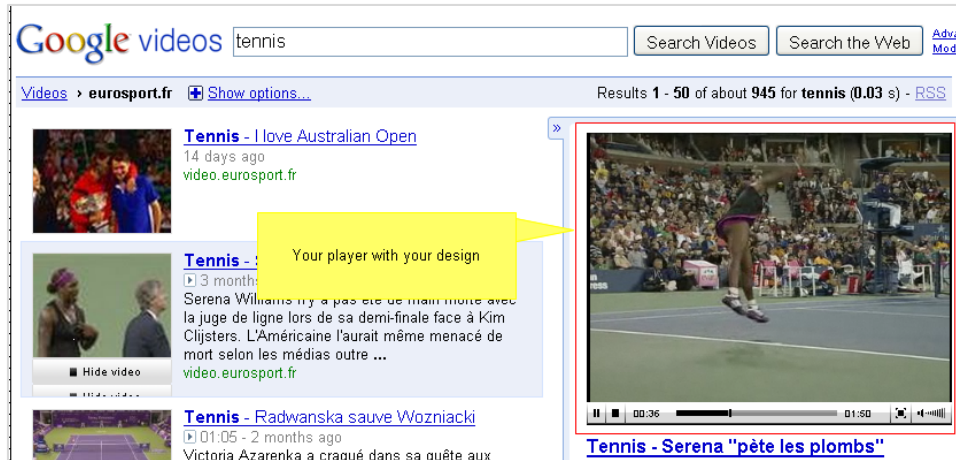 Google videos tennis Search Videos Search the Web
Videos › eurosport.fr Show options... Results 1 - 50 of about 945 for tennis (0.03 s) - RSS
Tennis - I love Australian Open
14 days ago
video.eurosport.fr
»
Your player with your design
Tennis -
3 months
Serena Williams n'y a pas été de main morte avec
la juge de ligne lors de sa demi-finale face à Kim
Clijsters. L'Américaine l'aurait même menacé de
mort selon les médias outre ...
video.eurosport.fr
Hide video
Hide video
Tennis - Radwanska sauve Wozniacki
01:05 - 2 months ago
Victoria Azarenka a craqué dans sa quête aux
00:36 01:50
Tennis - Serena "pète les plombs"